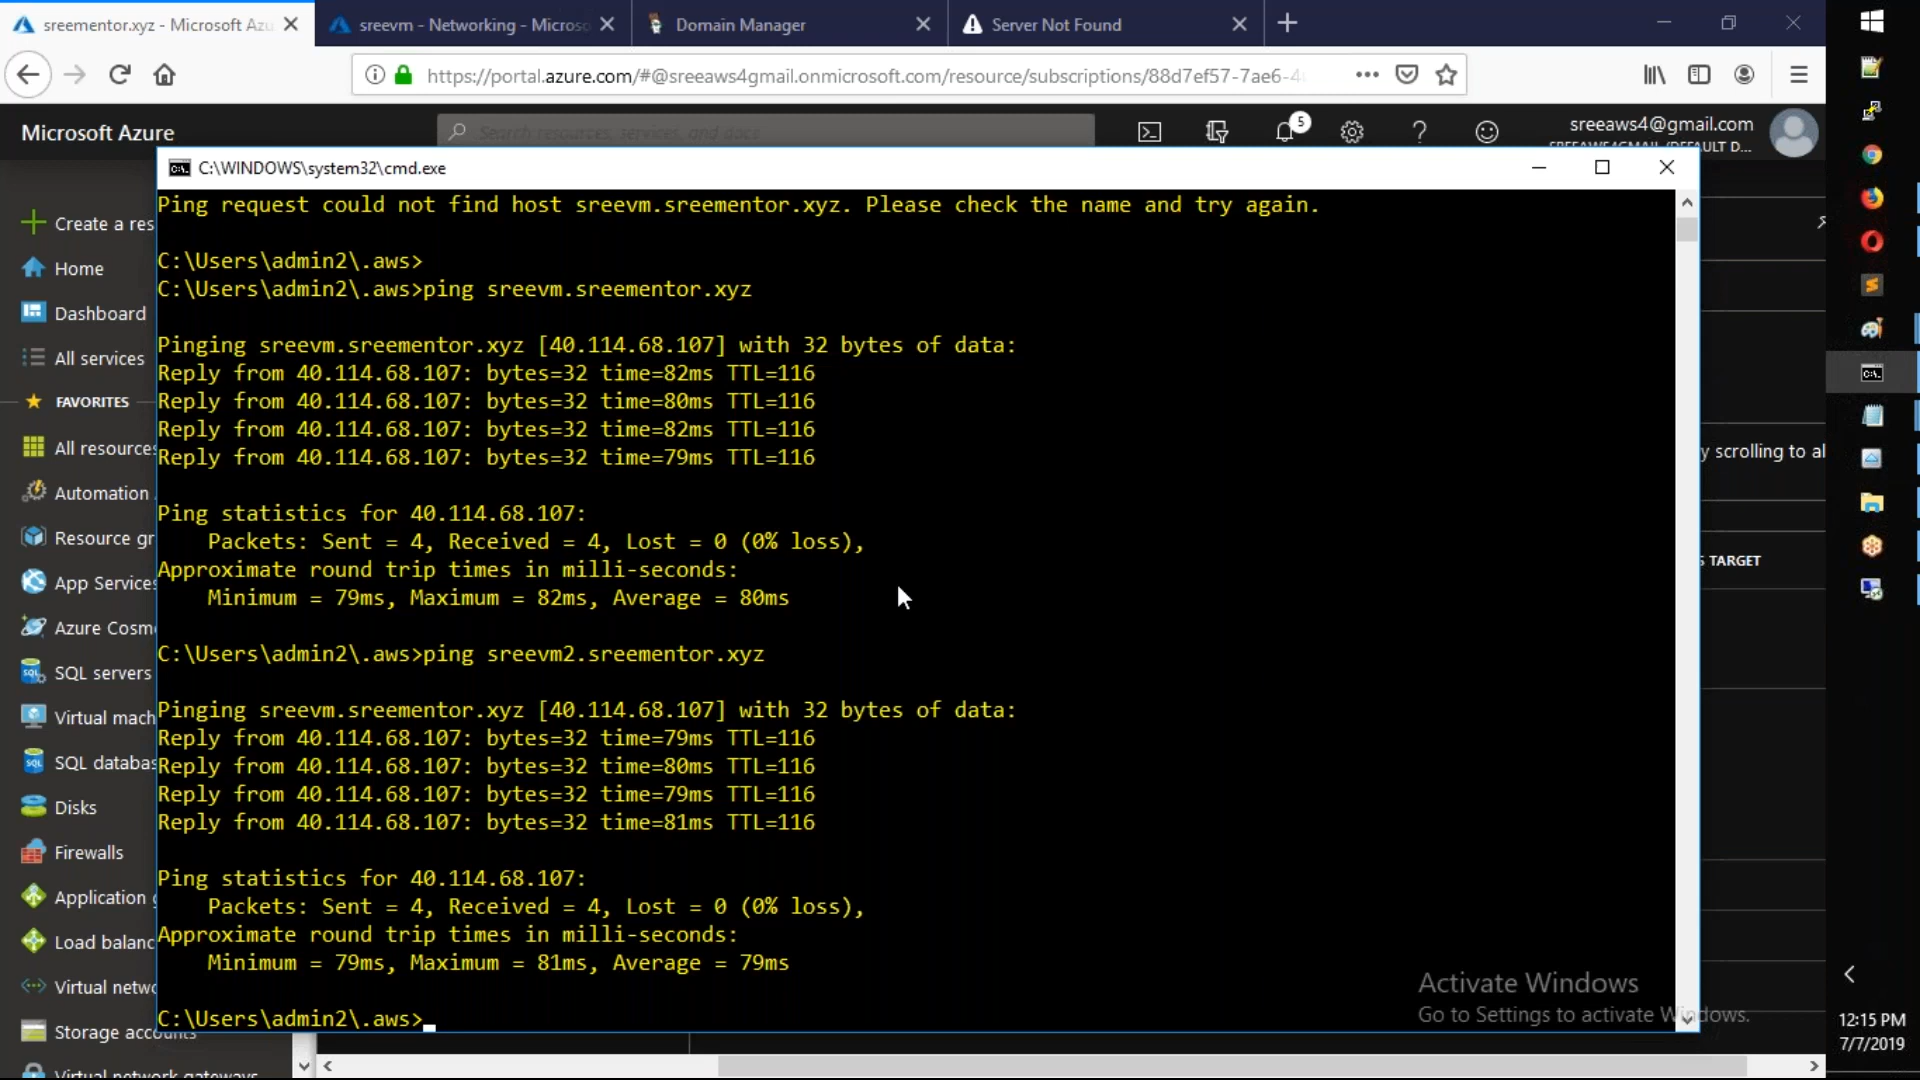 sreementor.xyz - Microsoft Azu
sreevm - Networking - Microso
Domain Manager
Server Not Found
https://portal.azure.com/#@sreeaws4gmail.onmicrosoft.com/resource/subscriptions/88d7ef57-7ae6-4
Microsoft Azure
Search resources, services, and docs
5
sreeaws4@gmail.com
SREEAWS4GMAIL (DEFAULT D...
C:\WINDOWS\system32\cmd.exe
Ping request could not find host sreevm.sreementor.xyz. Please check the name and try again.
C:\Users\admin2\.aws>
C:\Users\admin2\.aws>ping sreevm.sreementor.xyz
Pinging sreevm.sreementor.xyz [40.114.68.107] with 32 bytes of data:
Reply from 40.114.68.107: bytes=32 time=82ms TTL=116
Reply from 40.114.68.107: bytes=32 time=80ms TTL=116
Reply from 40.114.68.107: bytes=32 time=82ms TTL=116
Reply from 40.114.68.107: bytes=32 time=79ms TTL=116
Ping statistics for 40.114.68.107:
Packets: Sent = 4, Received = 4, Lost = 0 (0% loss),
Approximate round trip times in milli-seconds:
Minimum = 79ms, Maximum = 82ms, Average = 80ms
C:\Users\admin2\.aws>ping sreevm2.sreementor.xyz
Pinging sreevm.sreementor.xyz [40.114.68.107] with 32 bytes of data:
Reply from 40.114.68.107: bytes=32 time=79ms TTL=116
Reply from 40.114.68.107: bytes=32 time=80ms TTL=116
Reply from 40.114.68.107: bytes=32 time=79ms TTL=116
Reply from 40.114.68.107: bytes=32 time=81ms TTL=116
Ping statistics for 40.114.68.107:
Packets: Sent = 4, Received = 4, Lost = 0 (0% loss),
Approximate round trip times in milli-seconds:
Minimum = 79ms, Maximum = 81ms, Average = 79ms
C:\Users\admin2\.aws>
Create a res
Home
Dashboard
All services
FAVORITES
All resources
Automation
Resource gr
App Services
Azure Cosm
SQL servers
Virtual mach
SQL databas
Disks
Firewalls
Application g
Load balanc
Virtual netwo
Storage accounts
Virtual network gateways
y scrolling to al
S TARGET
Activate Windows
Go to Settings to activate Windows.
12:15 PM
7/7/2019